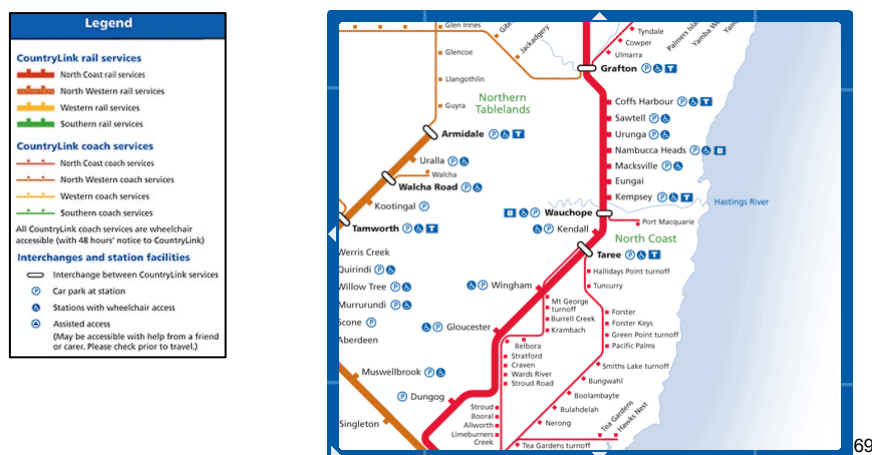 Legend
CountryLink rail services
North Coast rail services
North Western rail services
Western rail services
Southern rail services
CountryLink coach services
North Coast coach services
North Western coach services
Western coach services
Southern coach services
All CountryLink coach services are wheelchair
accessible (with 48 hours' notice to CountryLink)
Interchanges and station facilities
Interchange between CountryLink services
P Car park at station
Stations with wheelchair access
Assisted access
(May be accessible with help from a friend
or carer. Please check prior to travel.)
Glen Innes
Jackadgery
Tyndale
Cowper
Ulmarra
Palmers Isl
Yamba W
Yam
Glencoe
Grafton P
Llangothlin
Northern
Tablelands
Guyra
Coffs Harbour P
Sawtell P
Urunga P
Armidale P
Nambucca Heads P
Uralla P
Macksville P
Walcha
Eungai
Walcha Road P
Kempsey P
Hastings River
Kootingal P
P Wauchope
Port Macquarie
Tamworth P
P Kendall
North Coast
Werris Creek
Taree P
Quirindi P
Hallidays Point turnoff
Willow Tree P
P Wingham
Tuncurry
Murrurundi P
Mt George
turnoff
Forster
Scone P
P Gloucester
Burrell Creek
Forster Keys
Krambach
Green Point turnoff
Aberdeen
Belbora
Pacific Palms
Stratford
Craven
Smiths Lake turnoff
Muswellbrook P
Wards River
Bungwahl
Stroud Road
P Dungog
Boolambayte
Stroud
Bulahdelah
Tea Gardens
Hawks Nest
Booral
Singleton
Allworth
Nerong
Limeburners
Creek
Tea Gardens turnoff
69